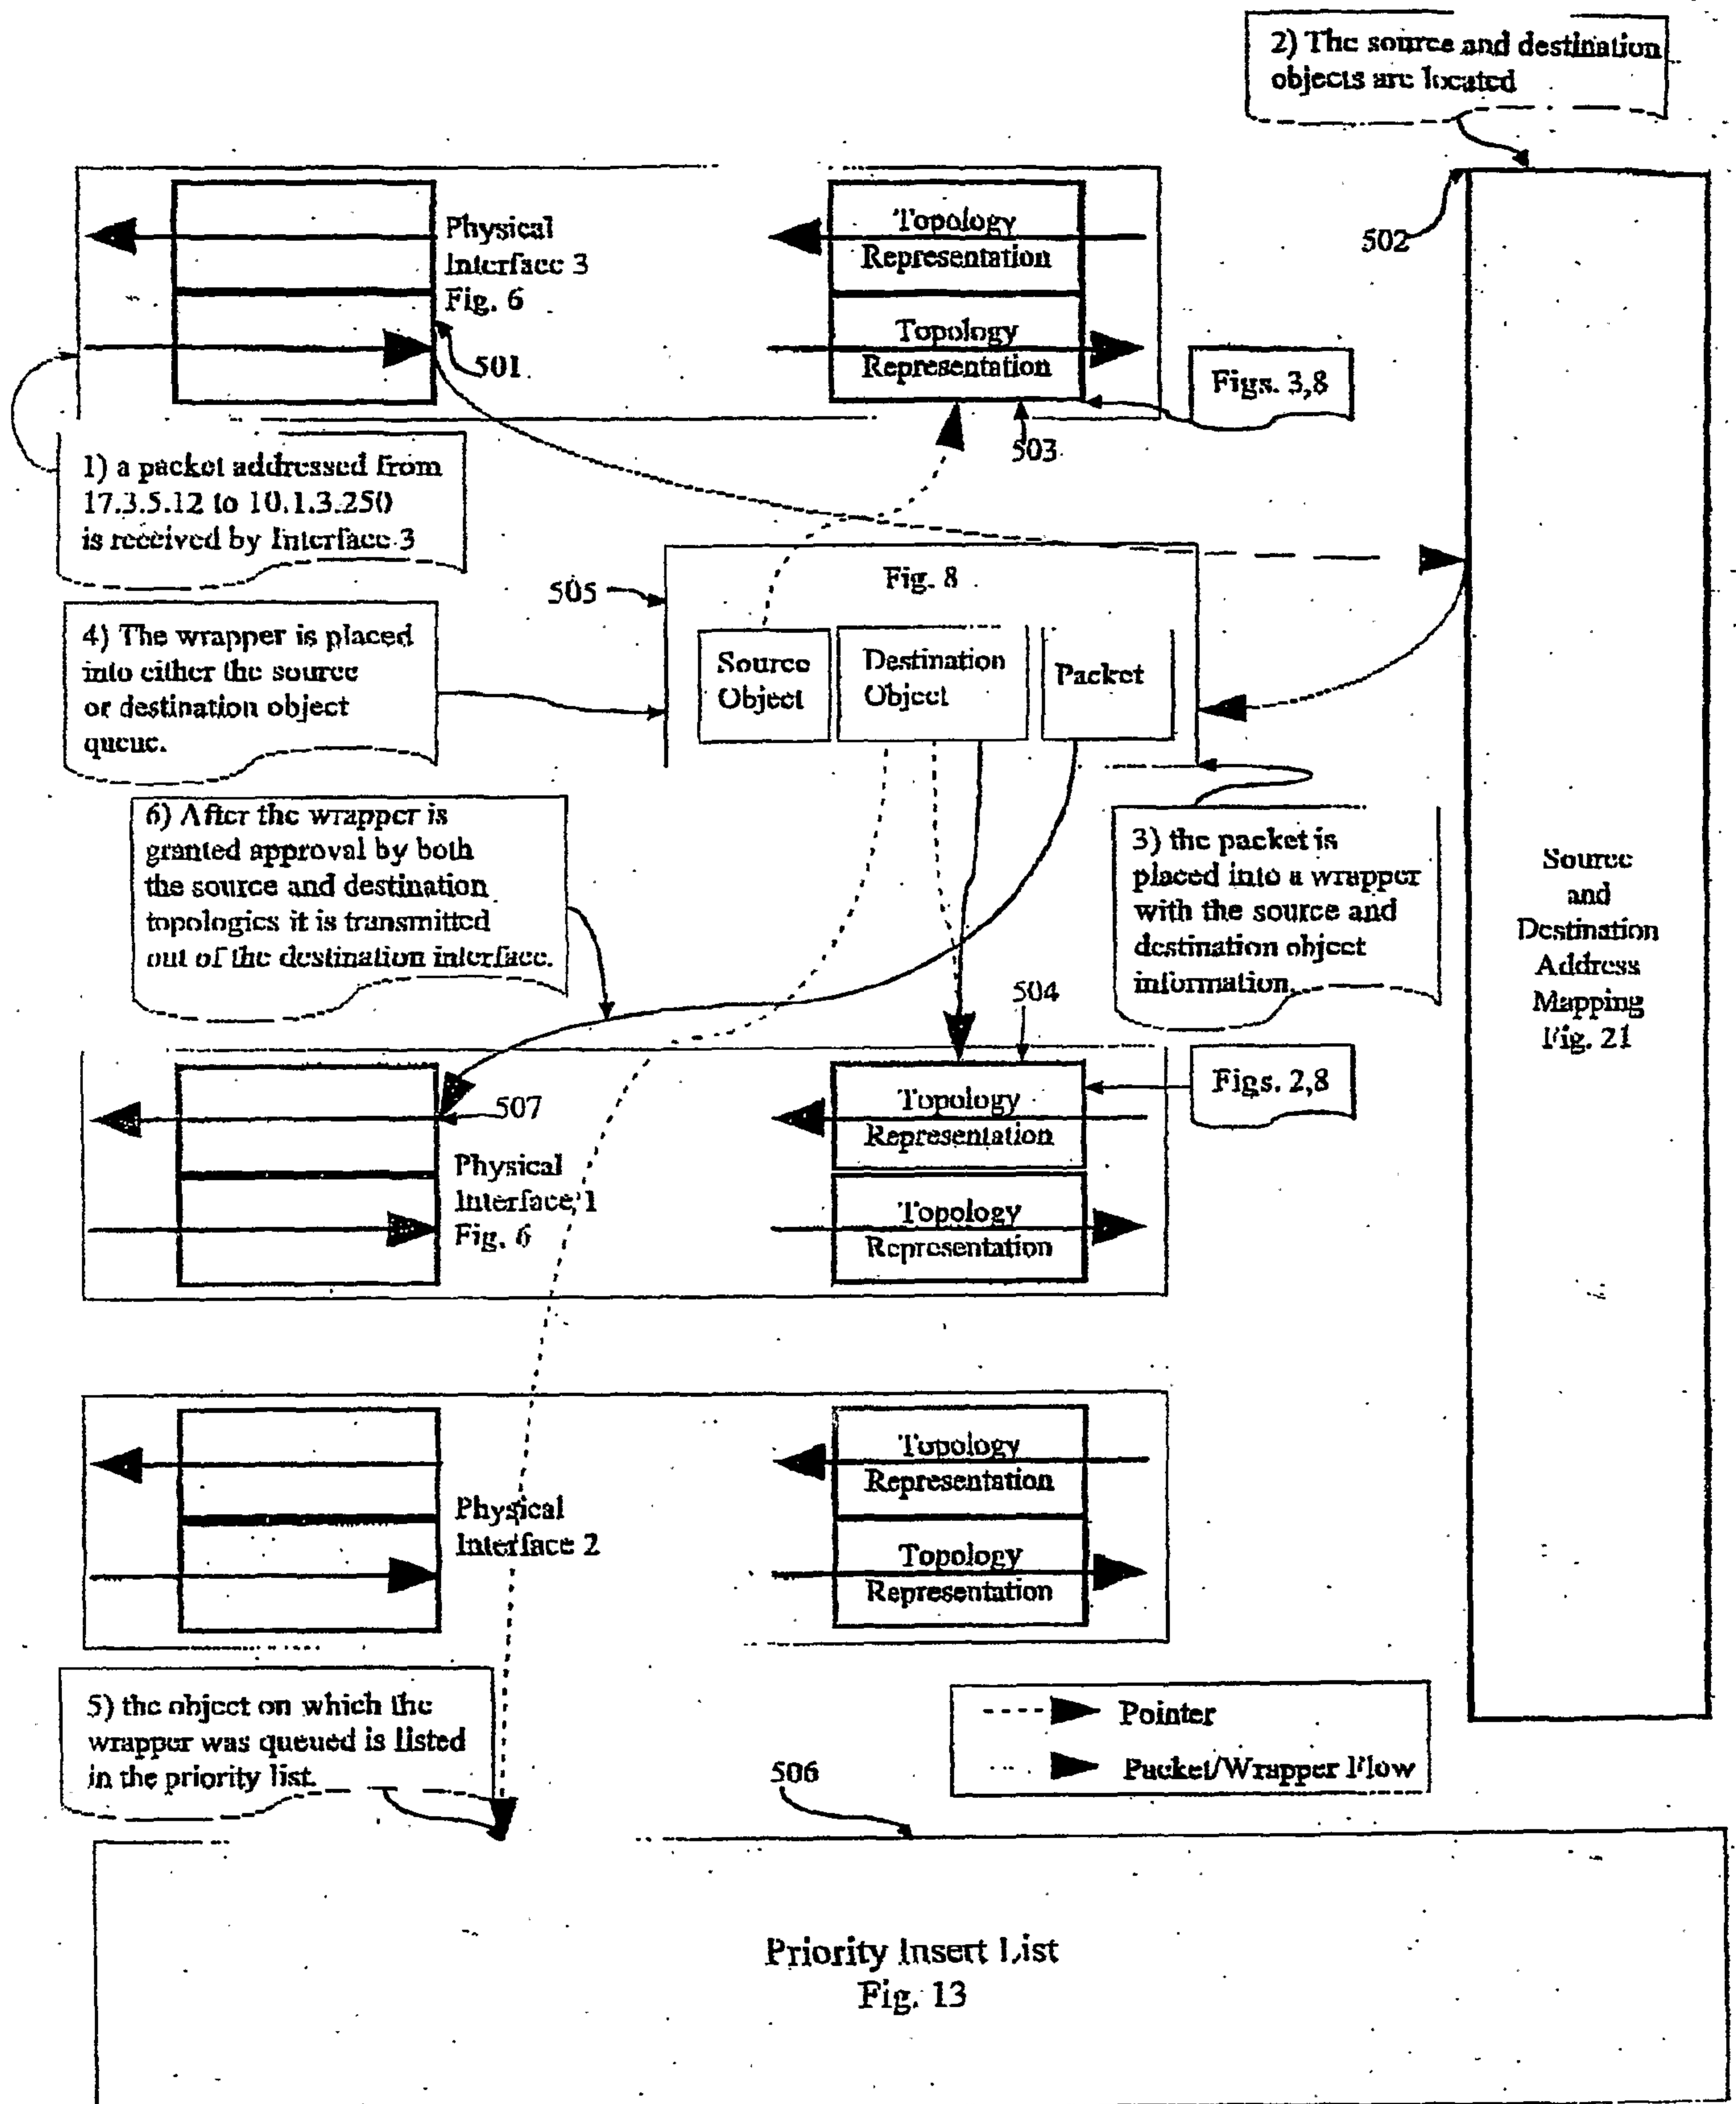 2) The source and destination
objects are located
Physical
Interface 3
Fig. 6
Topology
Representation
Topology
Representation
502
501
Figs. 3,8
503
1) a packet addressed from
17.3.5.12 to 10.1.3.250
is received by Interface 3
505
Fig. 8
Source
Object
Destination
Object
Packet
4) The wrapper is placed
into either the source
or destination object
queue.
6) After the wrapper is
granted approval by both
the source and destination
topologies it is transmitted
out of the destination interface.
3) the packet is
placed into a wrapper
with the source and
destination object
information.
Source
and
Destination
Address
Mapping
Fig. 21
504
Figs. 2,8
507
Physical
Interface 1
Fig. 6
Topology
Representation
Topology
Representation
Physical
Interface 2
Topology
Representation
Topology
Representation
5) the object on which the
wrapper was queued is listed
in the priority list.
Pointer
Packet/Wrapper Flow
506
Priority Insert List
Fig. 13